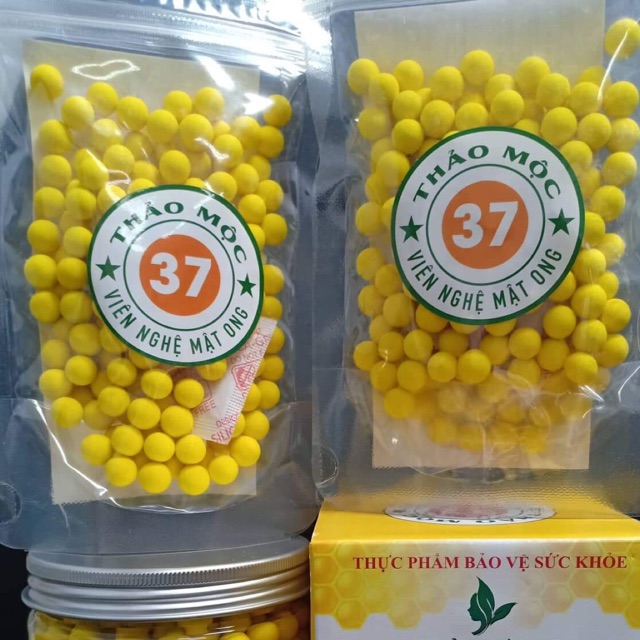 THẢO MỘC
37
VIÊN NGHỆ MẬT ONG
THẢO MỘC
37
VIÊN NGHỆ MẬT ONG
THỰC PHẨM BẢO VỆ SỨC KHỎE